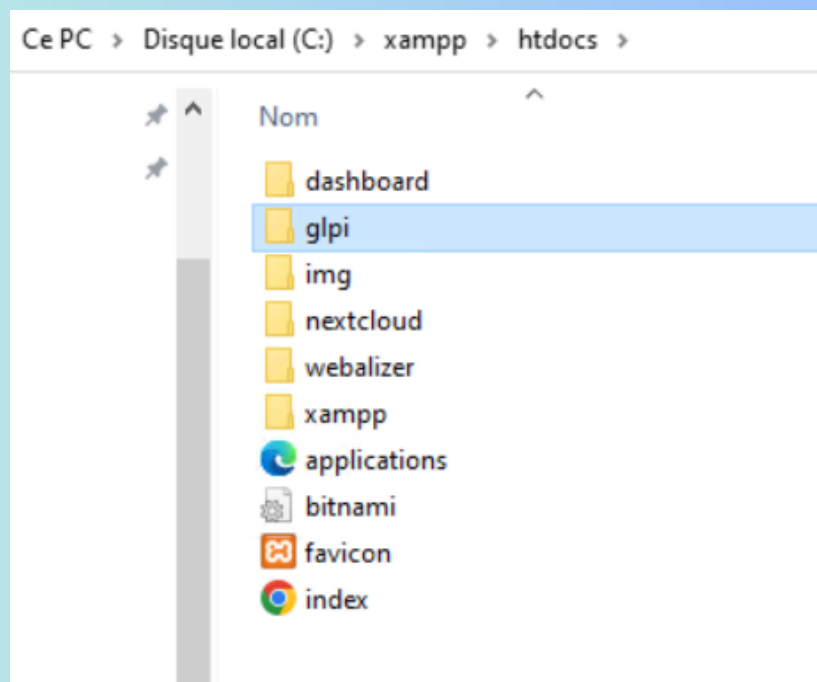 Ce PC > Disque local (C:) > xampp > htdocs >
Nom
dashboard
glpi
img
nextcloud
webalizer
xampp
applications
bitnami
favicon
index